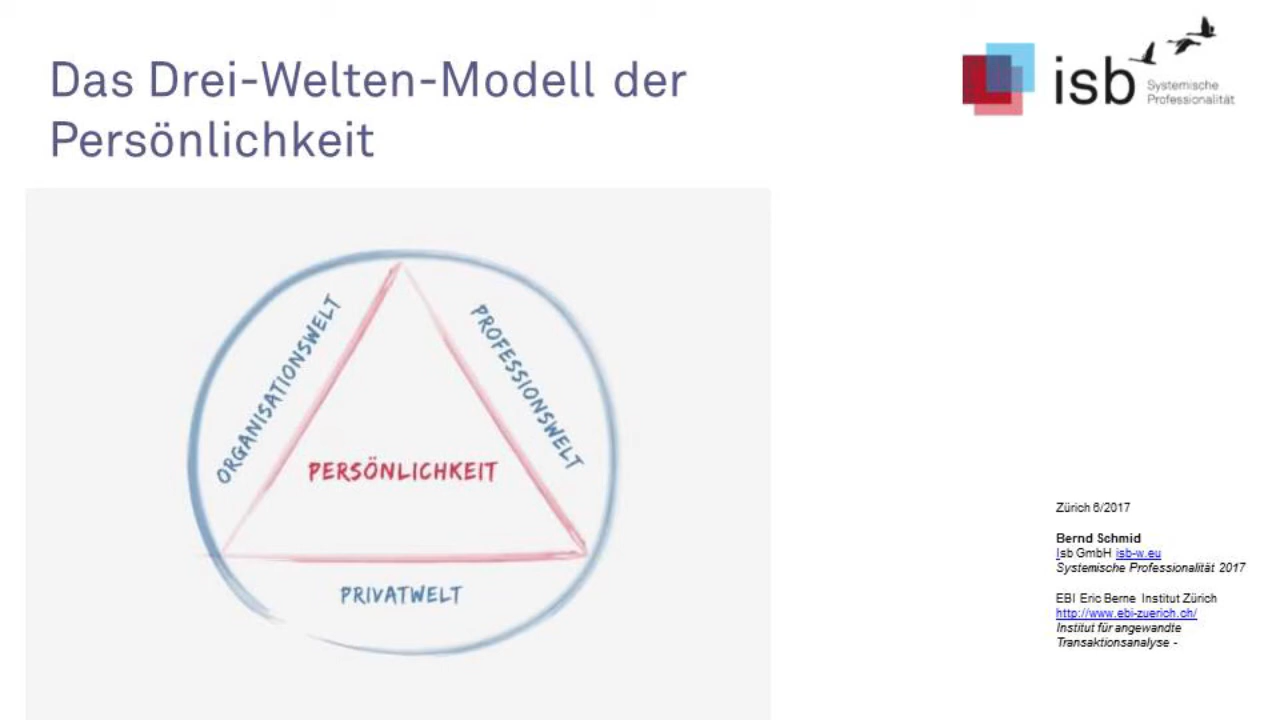 Das Drei-Welten-Modell der
Persönlichkeit
isb
Systemische
Professionalität
ORGANISATIONSWELT
PROFESSIONSWELT
PERSÖNLICHKEIT
PRIVATWELT
Zürich 6/2017
Bernd Schmid
Isb GmbH isb-w.eu
Systemische Professionalität 2017
EBI Eric Berne Institut Zürich
http://www.ebi-zuerich.ch/
Institut für angewandte
Transaktionsanalyse -